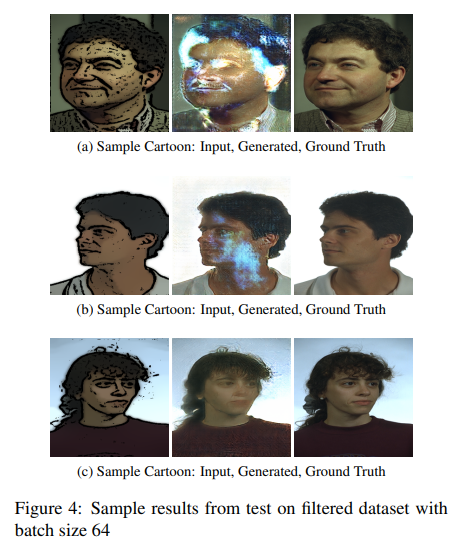 (a) Sample Cartoon: Input, Generated, Ground Truth
(b) Sample Cartoon: Input, Generated, Ground Truth
(c) Sample Cartoon: Input, Generated, Ground Truth
Figure 4: Sample results from test on filtered dataset with
batch size 64